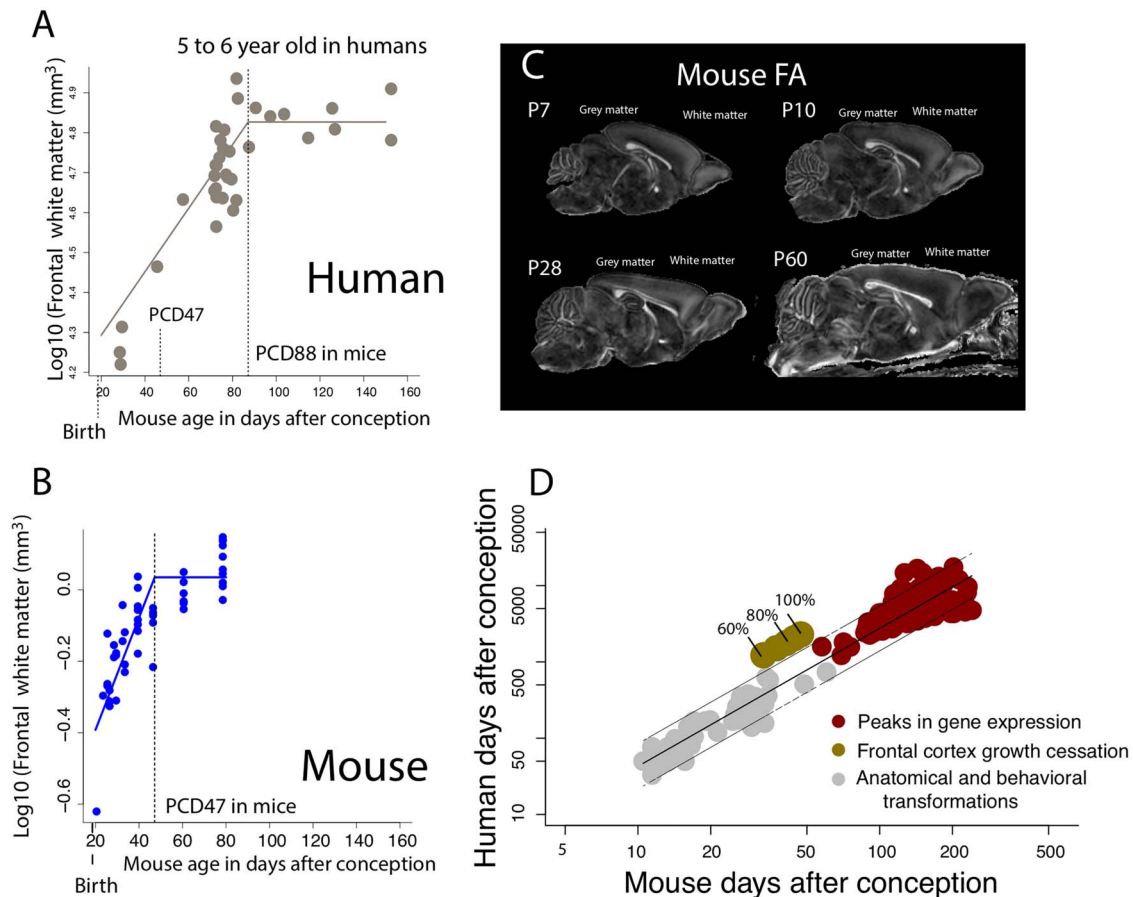 A
5 to 6 year old in humans
Log10 (Frontal white matter (mm³)
4.9
4.8
4.7
4.6
4.5
4.4
4.3
4.2
Human
PCD47
PCD88 in mice
20 40 60 80 100 120 140 160
Mouse age in days after conception
Birth
C
Mouse FA
P7
Grey matter
White matter
P10
Grey matter
White matter
P28
Grey matter
White matter
P60
Grey matter
White matter
B
Log10 (Frontal white matter (mm³)
0.0
−0.2
−0.4
−0.6
Mouse
PCD47 in mice
20 40 60 80 100 120 140 160
Mouse age in days after conception
Birth
D
Human days after conception
50000
5000
500
50
10
60%
80%
100%
Peaks in gene expression
Frontal cortex growth cessation
Anatomical and behavioral
transformations
5 10 20 50 100 200 500
Mouse days after conception